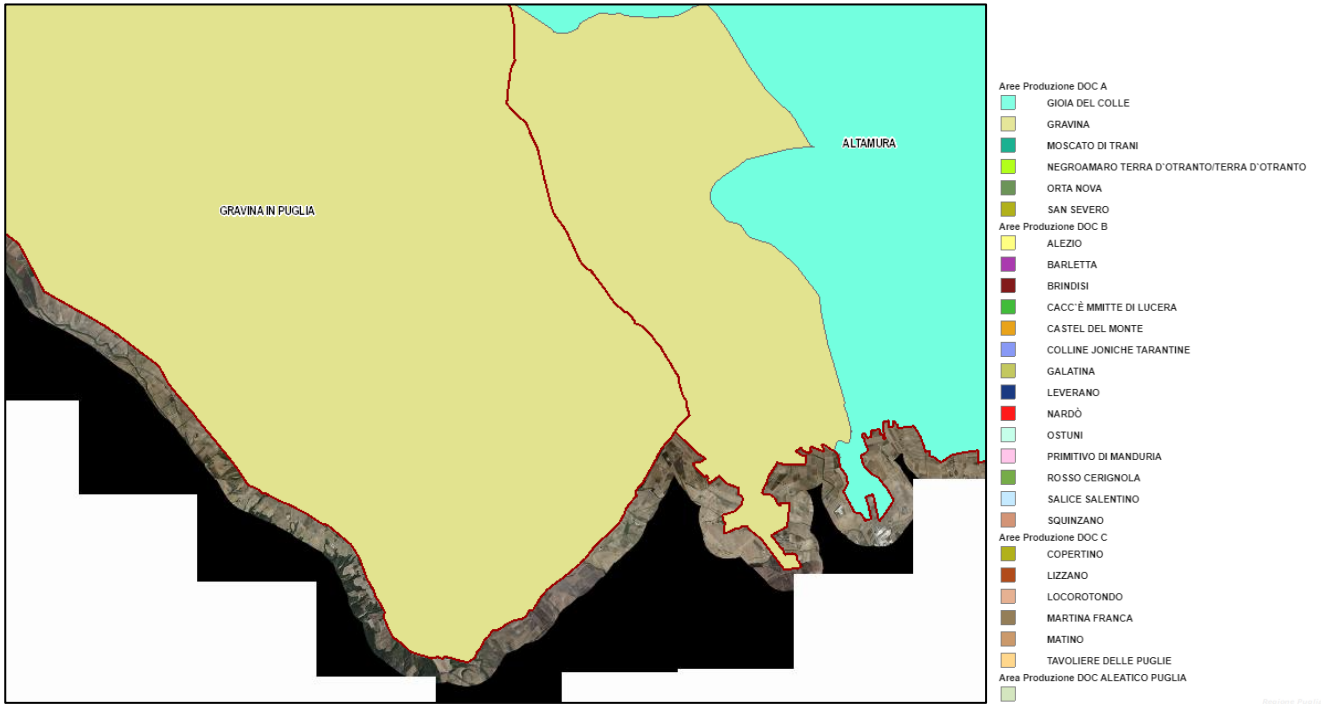 ALTAMURA
GRAVINA IN PUGLIA
Aree Produzione DOC A
GIOIA DEL COLLE
GRAVINA
MOSCATO DI TRANI
NEGROAMARO TERRA D'OTRANTO/TERRA D'OTRANTO
ORTA NOVA
SAN SEVERO
Aree Produzione DOC B
ALEZIO
BARLETTA
BRINDISI
CACC'È MMITTE DI LUCERA
CASTEL DEL MONTE
COLLINE JONICHE TARANTINE
GALATINA
LEVERANO
NARDÒ
OSTUNI
PRIMITIVO DI MANDURIA
ROSSO CERIGNOLA
SALICE SALENTINO
SQUINZANO
Aree Produzione DOC C
COPERTINO
LIZZANO
LOCOROTONDO
MARTINA FRANCA
MATINO
TAVOLIERE DELLE PUGLIE
Area Produzione DOC ALEATICO PUGLIA